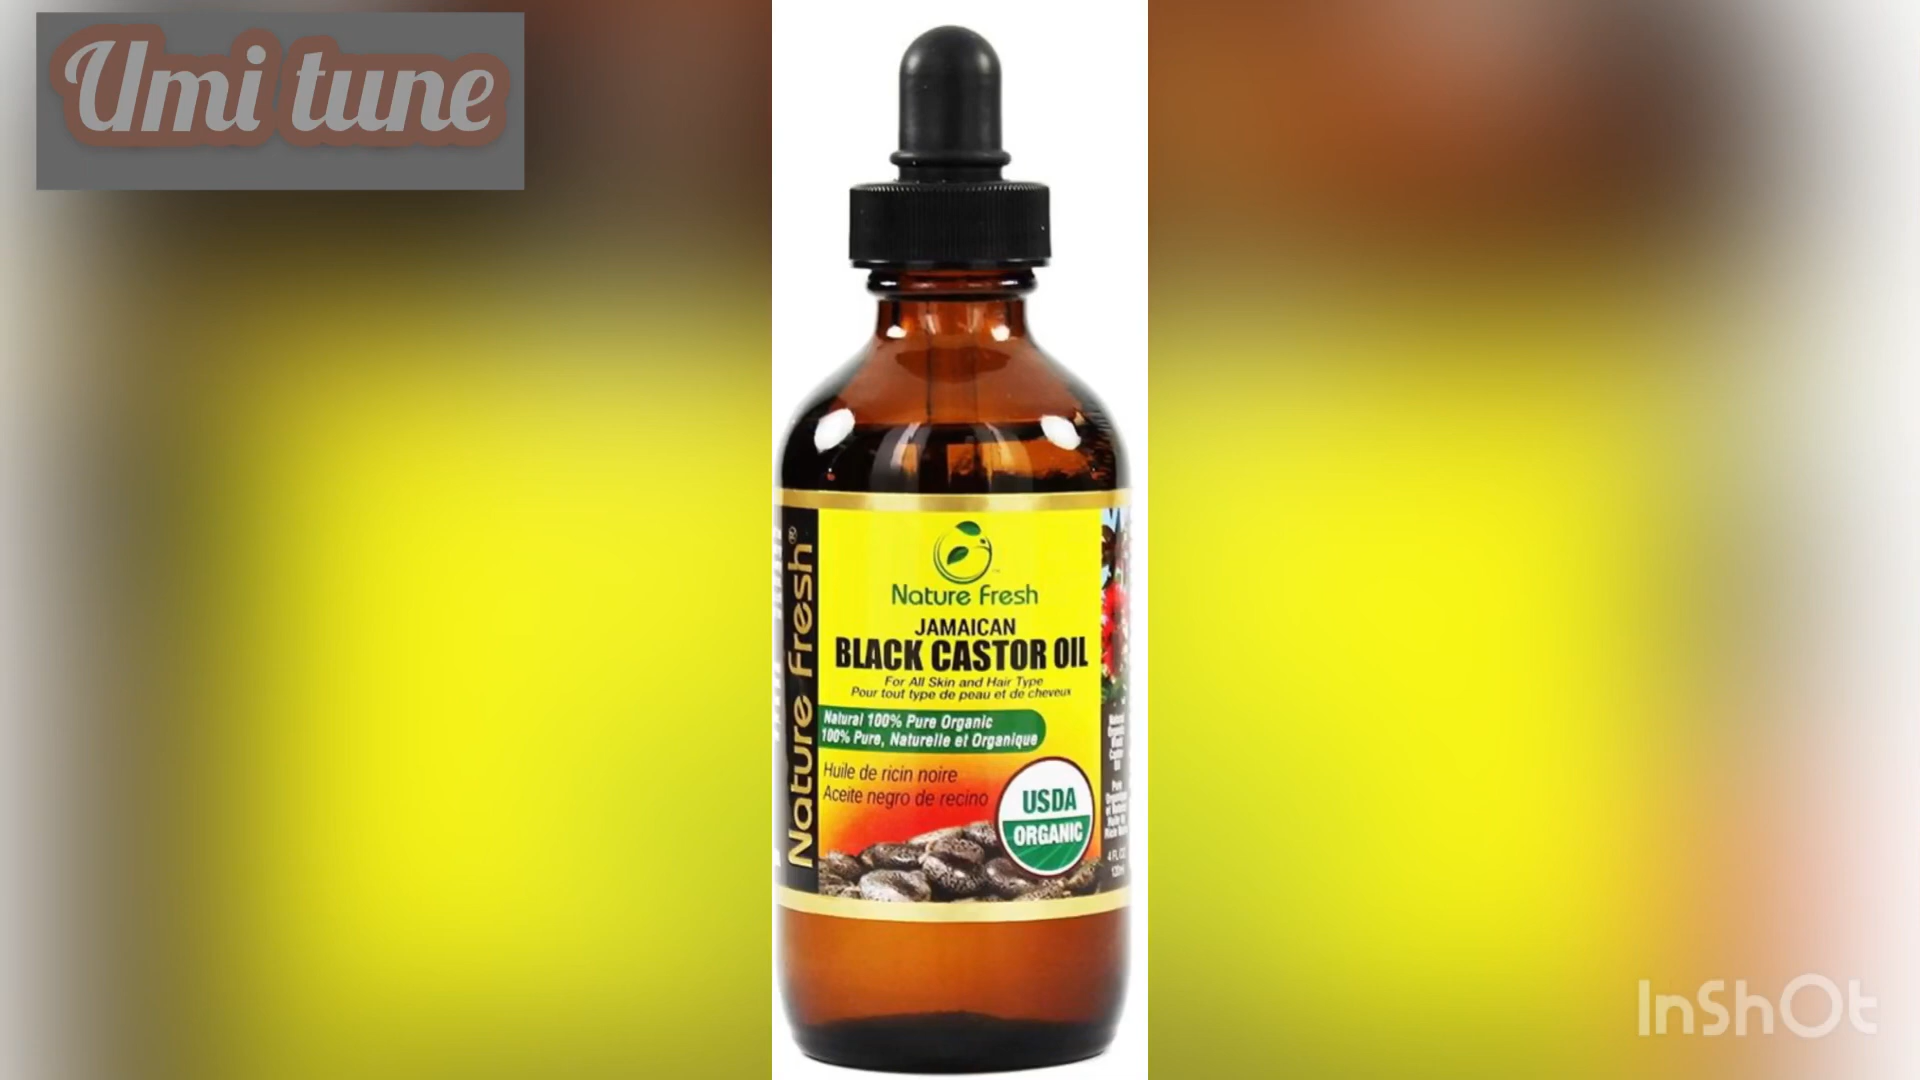 Umi tune
Nature Fresh®
Nature Fresh
JAMAICAN
BLACK CASTOR OIL
For All Skin and Hair Type
Pour tout type de peau et de cheveux
Natural 100% Pure Organic
100% Pure, Naturelle et Organique
Huile de ricin noire
Aceite negro de recino
USDA
ORGANIC
InShOt